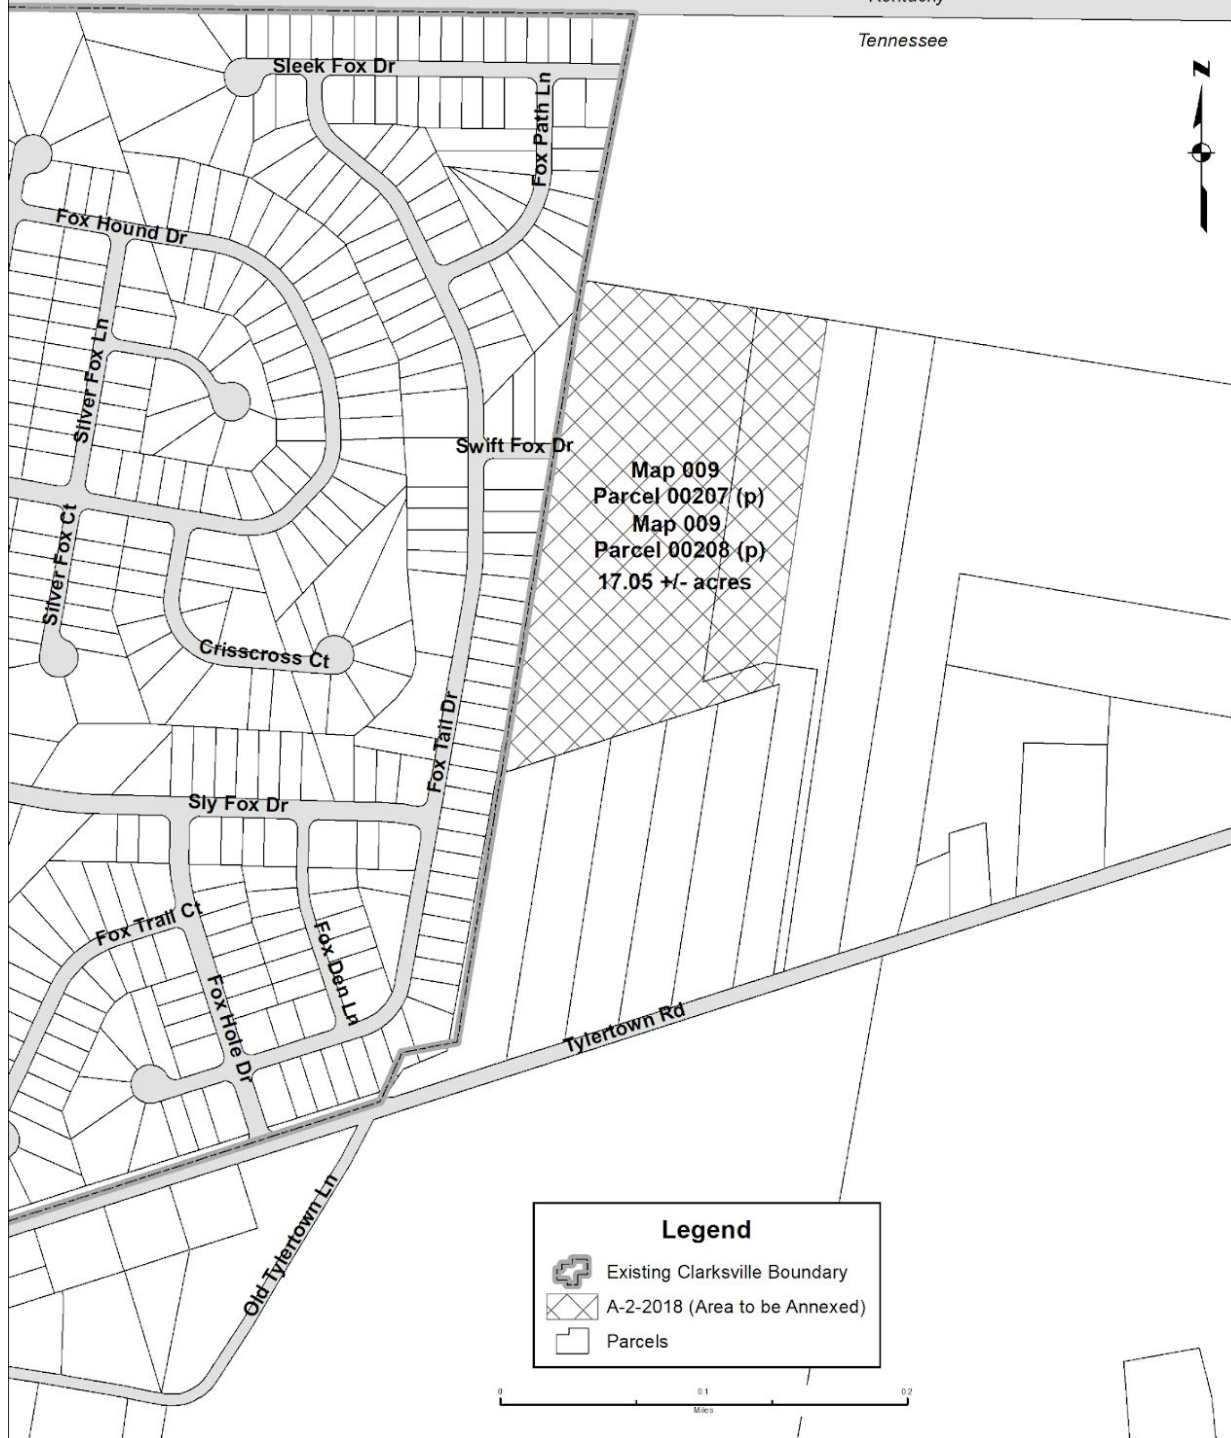 Kentucky
Tennessee
Sleek Fox Dr
Fox Path Ln
N
Fox Hound Dr
Silver Fox Ln
Swift Fox Dr
Map 009
Parcel 00207 (p)
Map 009
Parcel 00208 (p)
17.05 +/- acres
Silver Fox Ct
Crisscross Ct
Fox Tail Dr
Sly Fox Dr
Fox Trail Ct
Fox Den Ln
Fox Hole Dr
Tylertown Rd
Old Tylertown Ln
Legend
Existing Clarksville Boundary
A-2-2018 (Area to be Annexed)
Parcels
0 0.1 0.2
Miles